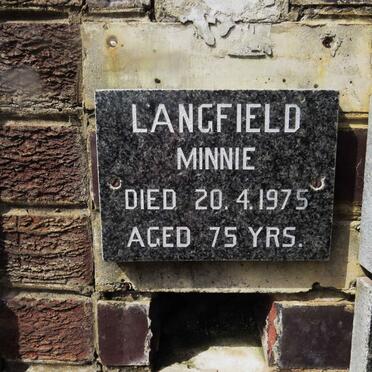 LANGFIELD
MINNIE
DIED 20.4.1975
AGED 75 YRS.